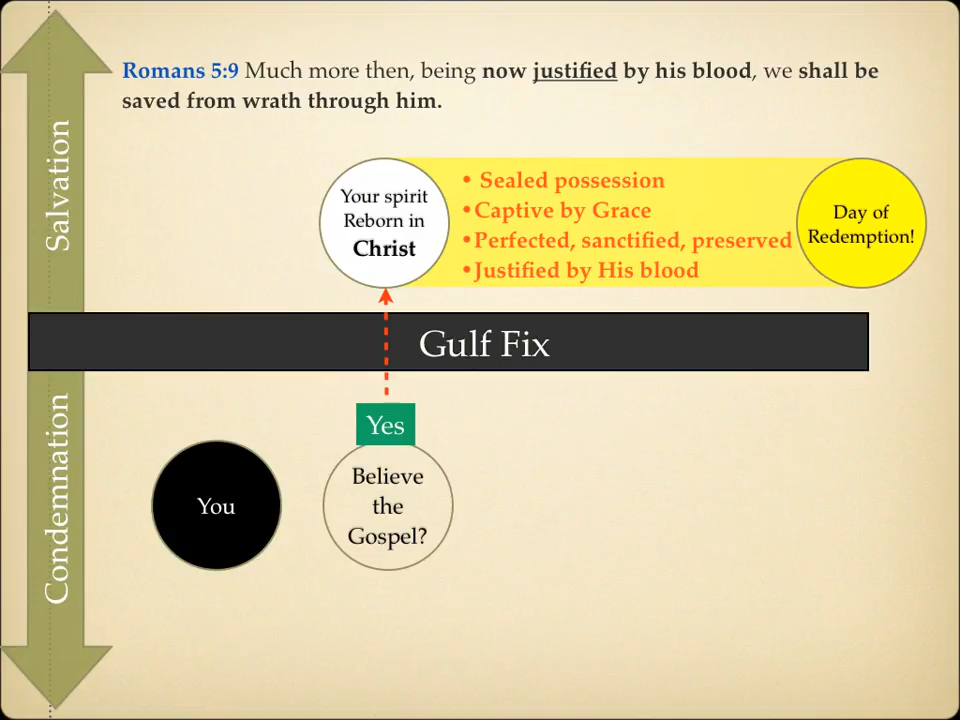 Romans 5:9 Much more then, being now justified by his blood, we shall be
saved from wrath through him.
Salvation
Your spirit
Reborn in
Christ
• Sealed possession
•Captive by Grace
•Perfected, sanctified, preserved
•Justified by His blood
Day of
Redemption!
Gulf Fix
Condemnation
Yes
You
Believe
the
Gospel?